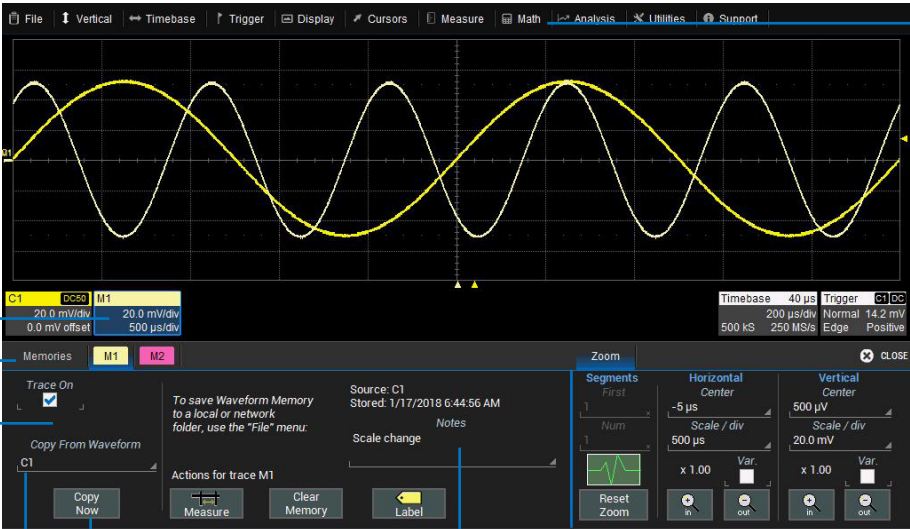 File Vertical Timebase Trigger Display Cursors Measure Math Analysis Utilities Support
C1 DC50
20.0 mV/div
0.0 mV offset
M1
20.0 mV/div
500 µs/div
Timebase 40 µs
200 µs/div
500 kS 250 MS/s
Trigger C1 DC
Normal 14.2 mV
Edge Positive
Memories M1 M2
Zoom
CLOSE
Trace On
Copy From Waveform
C1
Copy
Now
To save Waveform Memory
to a local or network
folder, use the "File" menu:
Actions for trace M1
Measure
Clear
Memory
Source: C1
Stored: 1/17/2018 6:44:56 AM
Notes
Scale change
Label
Segments
First
1
Num
1
Reset
Zoom
Horizontal
Center
-5 µs
Scale / div
500 µs
x 1.00
Var.
in
out
Vertical
Center
500 µV
Scale / div
20.0 mV
x 1.00
Var.
in
out